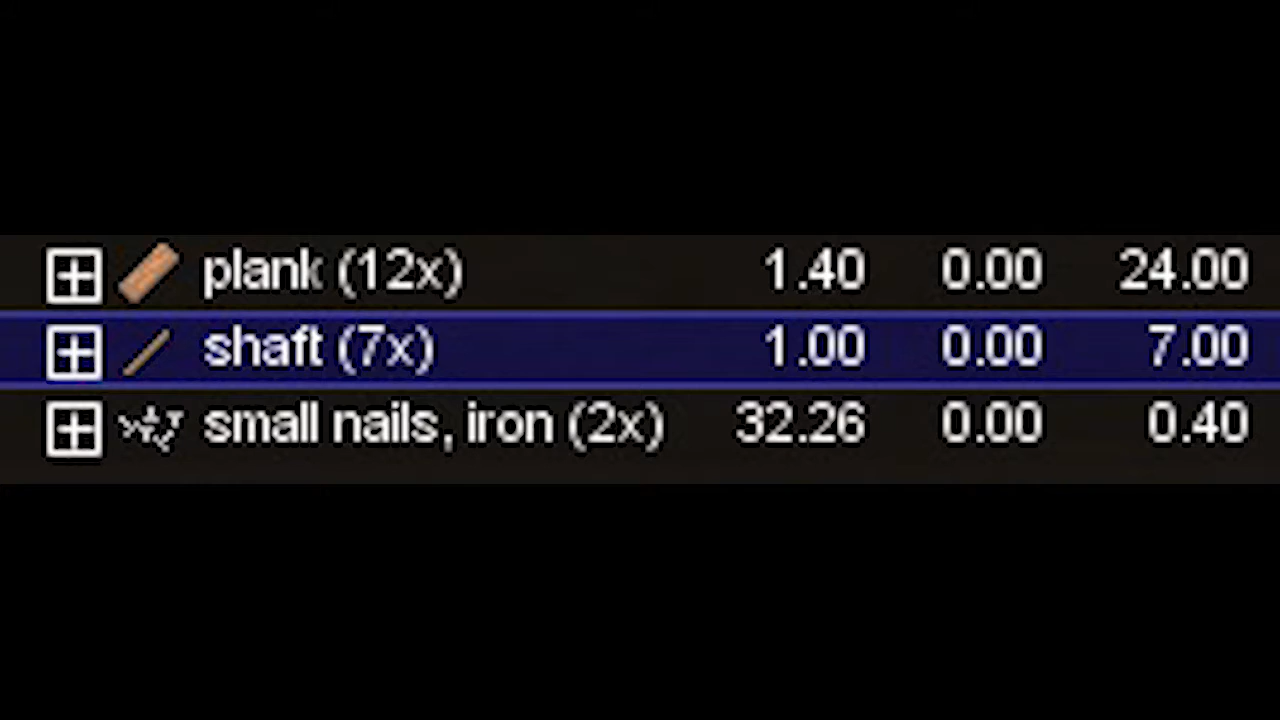 plank (12x) 1.40 0.00 24.00
shaft (7x) 1.00 0.00 7.00
small nails, iron (2x) 32.26 0.00 0.40